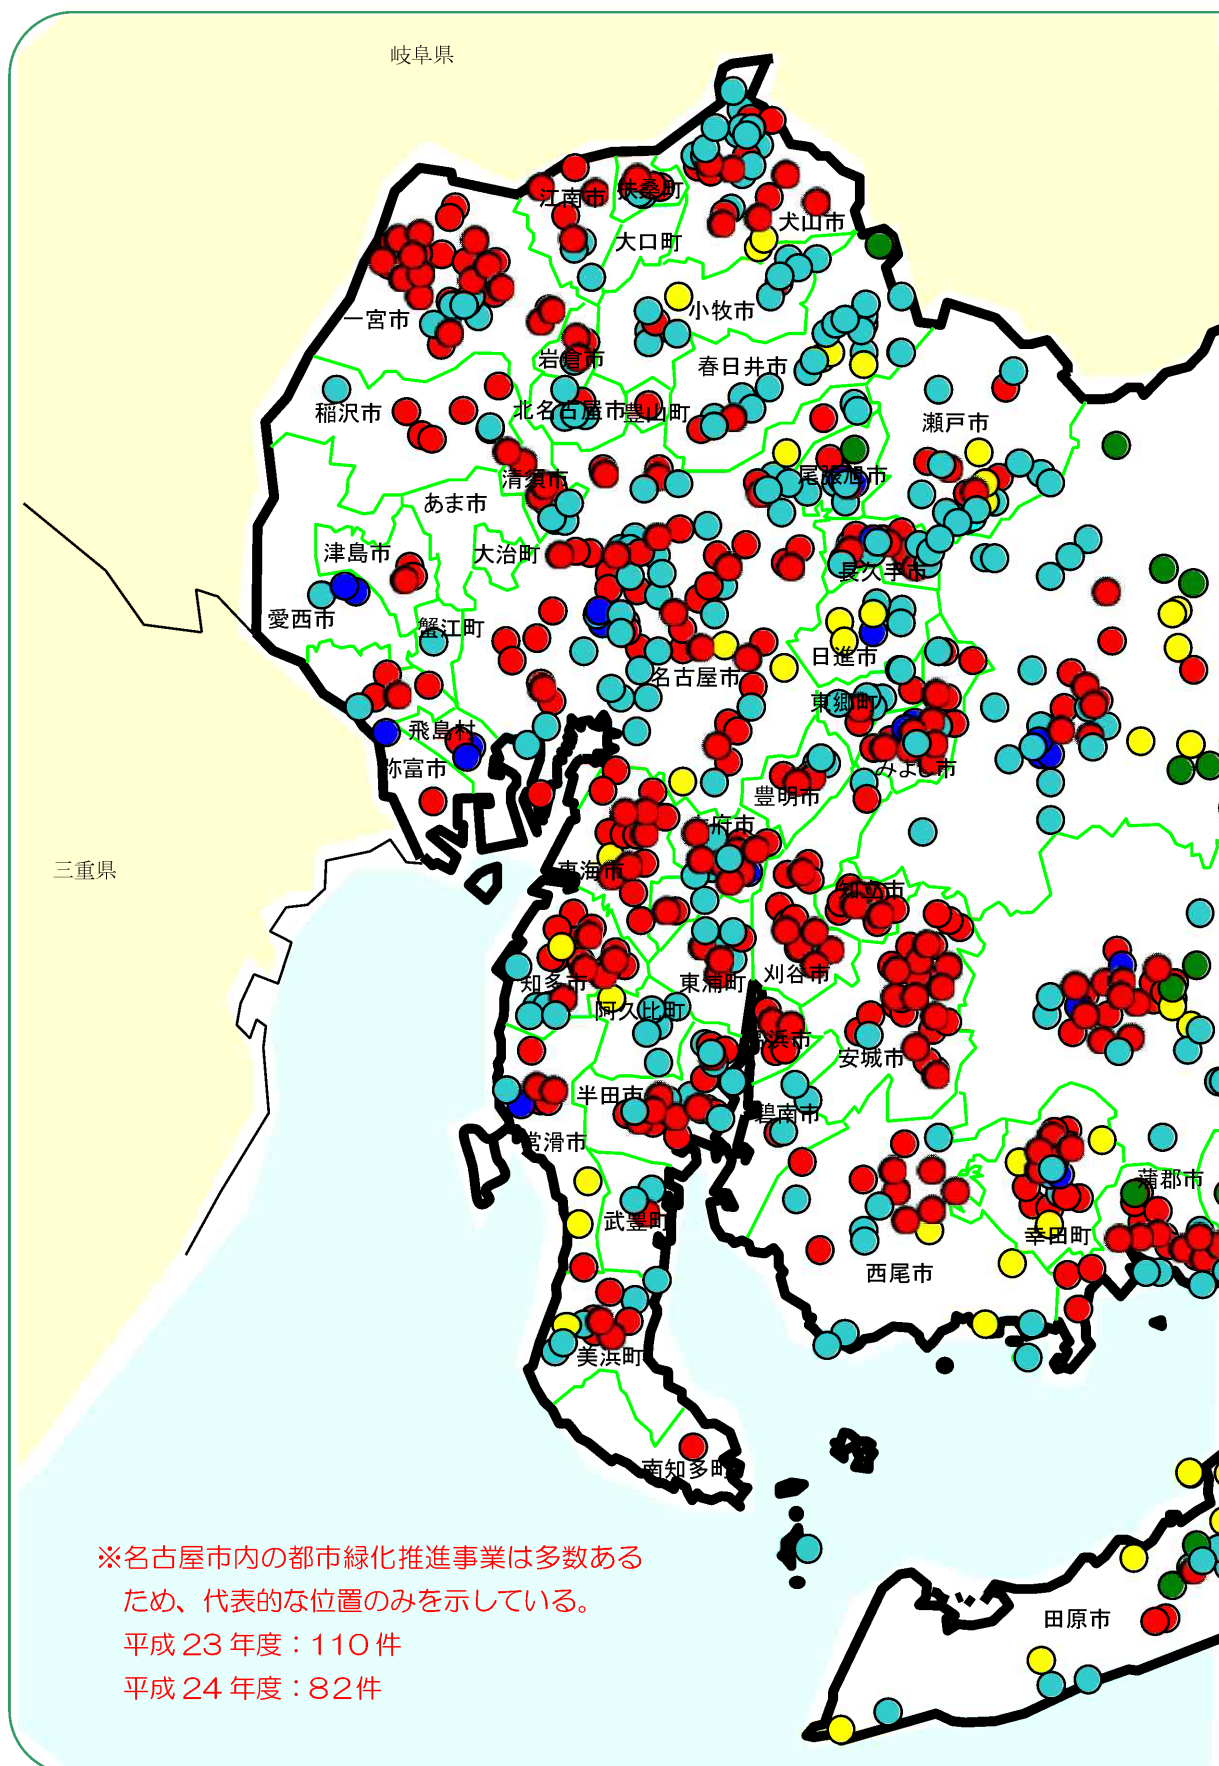 岐阜県
江南市
扶桑町
犬山市
大口町
一宮市
小牧市
岩倉市
春日井市
稲沢市
北名古屋市
豊山町
瀬戸市
清須市
尾張旭市
あま市
津島市
大治町
長久手市
愛西市
蟹江町
日進市
名古屋市
東郷町
飛島村
弥富市
みよし市
豊明市
府市
東海市
三重県
知立市
知多市
東浦町
刈谷市
阿久比町
浜市
安城市
半田市
碧南市
常滑市
蒲郡市
武豊町
幸田町
西尾市
美浜町
南知多町
※名古屋市内の都市緑化推進事業は多数ある
ため、代表的な位置のみを示している。
平成23年度：110件
平成24年度：82件
田原市